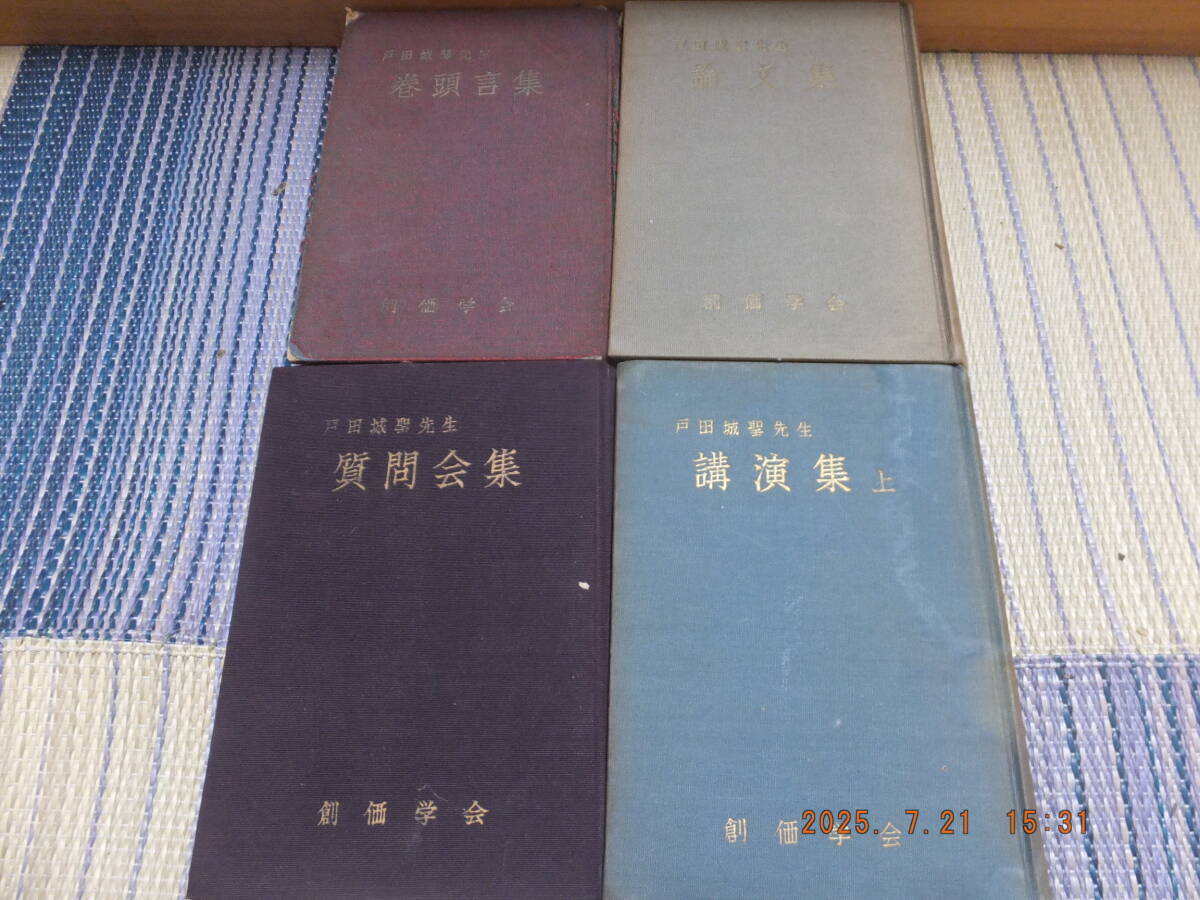 戸田城聖先生
巻頭言集
創価学会
戸田城聖先生
論文集
創価学会
戸田城聖先生
質問会集
創価学会
戸田城聖先生
講演集 上
創価学会
2025. 7.21 15:31